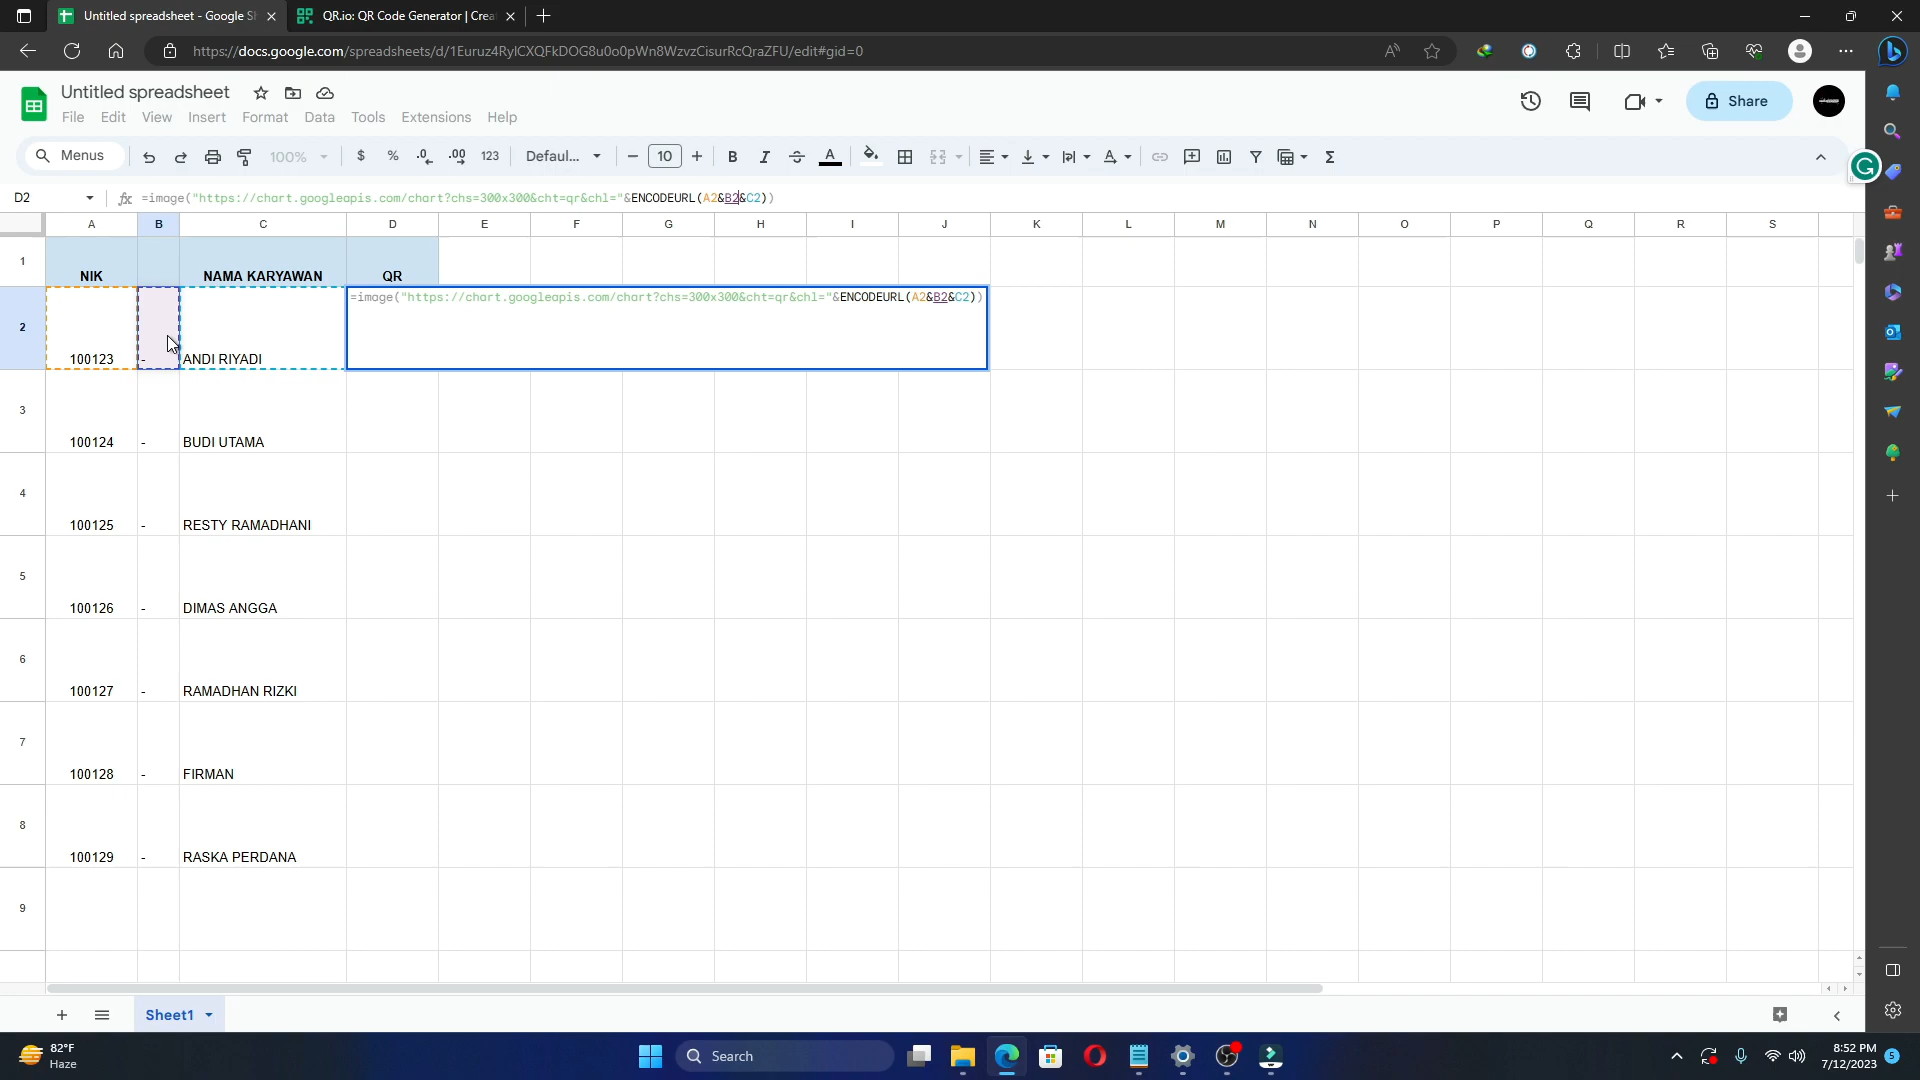 Untitled spreadsheet - Google S
QR.io: QR Code Generator | Crea
https://docs.google.com/spreadsheets/d/1Euruz4RylCXQFkDOG8u0o0pWn8WzvzCisurRcQraZFU/edit#gid=0
Untitled spreadsheet
File Edit View Insert Format Data Tools Extensions Help
Share
Menus 100% $ % .0 .00 123 Defaul... 10 B I A
D2 fx =image("https://chart.googleapis.com/chart?chs=300x300&cht=qr&chl="&ENCODEURL(A2&B2&C2))
A B C D E F G H I J K L M N O P Q R S
1 NIK NAMA KARYAWAN QR
=image("https://chart.googleapis.com/chart?chs=300x300&cht=qr&chl="&ENCODEURL(A2&B2&C2))
2 100123 - ANDI RIYADI
3 100124 - BUDI UTAMA
4 100125 - RESTY RAMADHANI
5 100126 - DIMAS ANGGA
6 100127 - RAMADHAN RIZKI
7 100128 - FIRMAN
8 100129 - RASKA PERDANA
9
Sheet1
82°F
Haze
Search
8:52 PM
7/12/2023 5